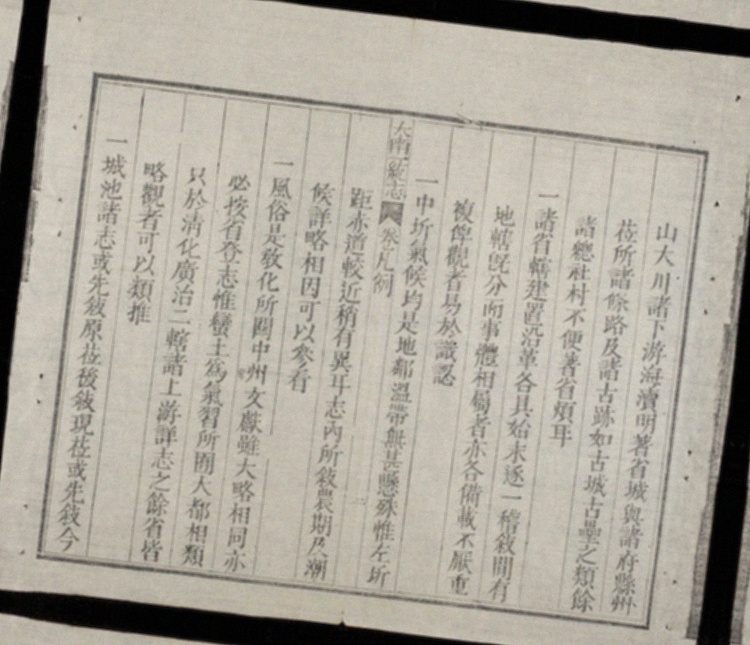 山大川諸下游海瀆明著省城與諸府縣州
莅所諸餘路及諸古跡如古城古壘之類餘
諸總社村不便著省煩耳
一諸省轄建置沿革各具始末逐一稽敘間有
地轄既分而事體相屬者亦各備載不厭重
複俾觀者易於識認
一中圻氣候均是地鄰溫帶無甚懸殊惟左圻
大南一統志 卷凡例
距赤道較近稍有異耳志內所敘農期及潮
候詳略相因可以參看
一風俗是教化所關中州文獻雖大略相同亦
必按省登志惟蠻土爲氣習所囿大都相類
只於清化廣治二轄諸上游詳志之餘省皆
略觀者可以類推
一城池諸志或先敘原莅後敘現莅或先敘今